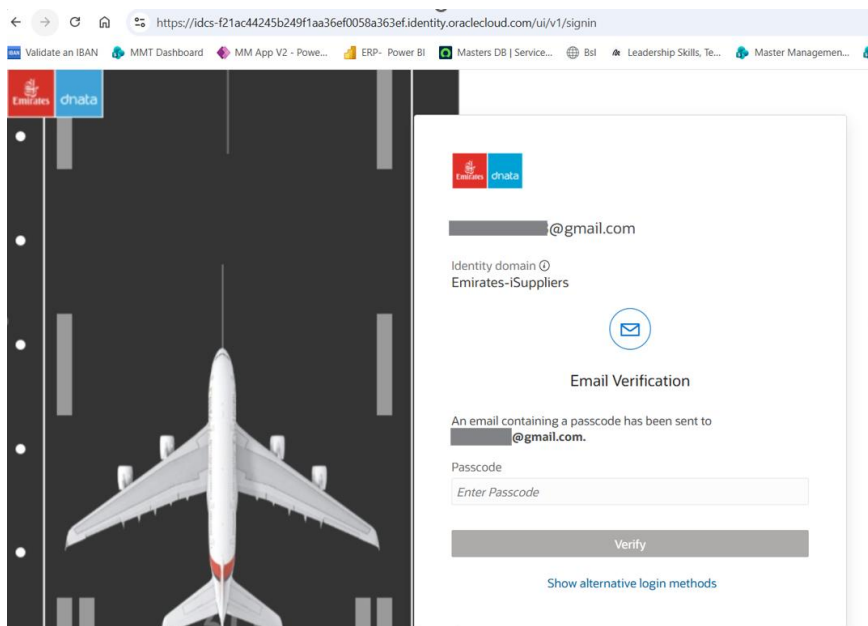 https://idcs-f21ac44245b249f1aa36ef0058a363ef.identity.oraclecloud.com/ui/v1/signin
IBAN Validate an IBAN MMT Dashboard MM App V2 - Powe... ERP- Power BI Masters DB | Service... Bsl Leadership Skills, Te... Master Managemen...
Emirates dnata
Emirates dnata
@gmail.com
Identity domain
Emirates-iSuppliers
Email Verification
An email containing a passcode has been sent to
@gmail.com.
Passcode
Enter Passcode
Verify
Show alternative login methods